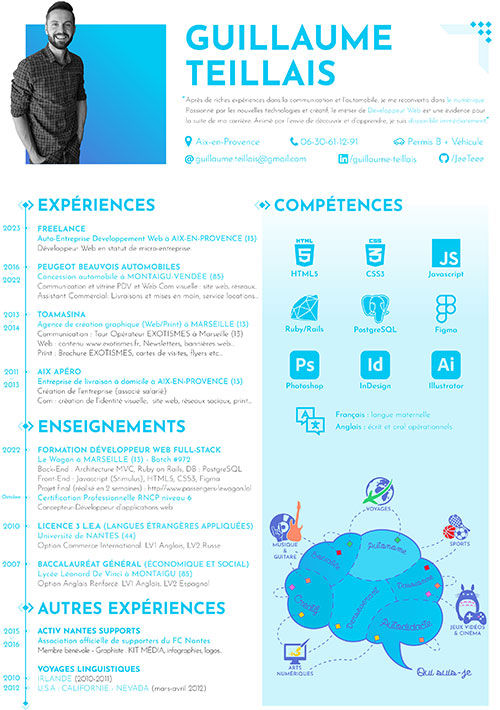 GUILLAUME
TEILLAIS
"Après de riches expériences dans la communication et l'automobile, je me reconvertis dans le numérique.
Passionné par les nouvelles technologies et créatif, le métier de Développeur Web est une évidence pour
la suite de ma carrière. Animé par l'envie de découvrir et d'apprendre, je suis disponible immédiatement"
Aix-en-Provence 06-30-61-12-91 Permis B + Véhicule
@ guillaume.teillais@gmail.com /guillaume-teillais /JeeTeee
EXPÉRIENCES
2023 FREELANCE
Auto-Entreprise Développement Web à AIX-EN-PROVENCE (13)
Développeur Web en statut de micro-entreprise
2016 PEUGEOT BEAUVOIS AUTOMOBILES
2022 Concession automobile à MONTAIGU-VENDÉE (85)
Communication et vitrine PDV et Web Com visuelle : site web, réseaux...
Assistant Commercial: Livraisons et mises en main, service locations...
2013 TOAMASINA
2014 Agence de création graphique (Web/Print) à MARSEILLE (13)
Communication : Tour Opérateur EXOTISMES à Marseille (13)
Web : contenu www.exotismes.fr, Newsletters, bannières web...
Print : Brochure EXOTISMES, cartes de visites, flyers etc...
2011 AIX APÉRO
2013 Entreprise de livraison à domicile à AIX-EN-PROVENCE (13)
Création de l'entreprise (associé salarié)
Com : création de l'identité visuelle, site web, réseaux sociaux, print...
ENSEIGNEMENTS
2022 FORMATION DÉVELOPPEUR WEB FULL-STACK
Le Wagon à MARSEILLE (13) - Batch #972
Back-End : Architecture MVC, Ruby on Rails, DB : PostgreSQL
Front-End : Javascript (Stimulus), HTML5, CSS3, Figma
Projet final (réalisé en 2 semaines) : http://www.passengers-lewagon.lol
Octobre Certification Professionnelle RNCP niveau 6
Concepteur-Développeur d'applications web
2010 LICENCE 3 L.E.A (LANGUES ÉTRANGÈRES APPLIQUÉES)
Université de NANTES (44)
Option Commerce International. LV1 Anglais, LV2 Russe
2007 BACCALAURÉAT GÉNÉRAL (ÉCONOMIQUE ET SOCIAL)
Lycée Léonard De Vinci à MONTAIGU (85)
Option Anglais Renforcé. LV1 Anglais, LV2 Espagnol
AUTRES EXPÉRIENCES
2015 ACTIV NANTES SUPPORTS
2016 Association officielle de supporters du FC Nantes
Membre bénévole - Graphiste : KIT MÉDIA, infographies, logos...
VOYAGES LINGUISTIQUES
2010 IRLANDE (2010-2011)
2012 U.S.A : CALIFORNIE - NEVADA (mars-avril 2012)
COMPÉTENCES
HTML
5
CSS
3
JS
HTML5 CSS3 Javascript
Ruby/Rails PostgreSQL Figma
Ps Id Ai
Photoshop InDesign Illustrator
Français : langue maternelle
Anglais : écrit et oral opérationnels
VOYAGES
MUSIQUE
& GUITARE
SPORTS
JEUX VIDÉOS
& CINÉMA
ARTS
NUMÉRIQUES
Créatif
Autodidacte
Qui suis-je